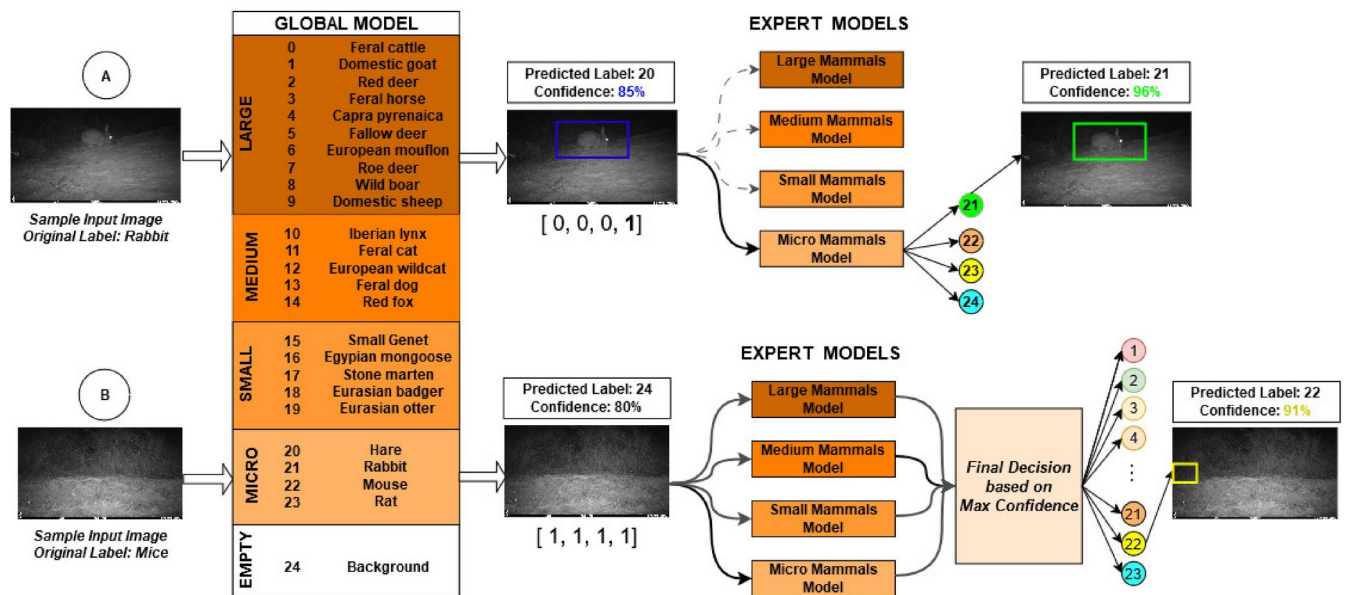 GLOBAL MODEL
LARGE
0 Feral cattle
1 Domestic goat
2 Red deer
3 Feral horse
4 Capra pyrenaica
5 Fallow deer
6 European mouflon
7 Roe deer
8 Wild boar
9 Domestic sheep
MEDIUM
10 Iberian lynx
11 Feral cat
12 European wildcat
13 Feral dog
14 Red fox
SMALL
15 Small Genet
16 Egypian mongoose
17 Stone marten
18 Eurasian badger
19 Eurasian otter
MICRO
20 Hare
21 Rabbit
22 Mouse
23 Rat
EMPTY
24 Background
A
Sample Input Image
Original Label: Rabbit
Predicted Label: 20
Confidence: 85%
[ 0, 0, 0, 1]
EXPERT MODELS
Large Mammals
Model
Medium Mammals
Model
Small Mammals
Model
Micro Mammals
Model
21
22
23
24
Predicted Label: 21
Confidence: 96%
B
Sample Input Image
Original Label: Mice
Predicted Label: 24
Confidence: 80%
[ 1, 1, 1, 1]
EXPERT MODELS
Large Mammals
Model
Medium Mammals
Model
Small Mammals
Model
Micro Mammals
Model
Final Decision
based on
Max Confidence
1
2
3
4
⋮
21
22
23
Predicted Label: 22
Confidence: 91%